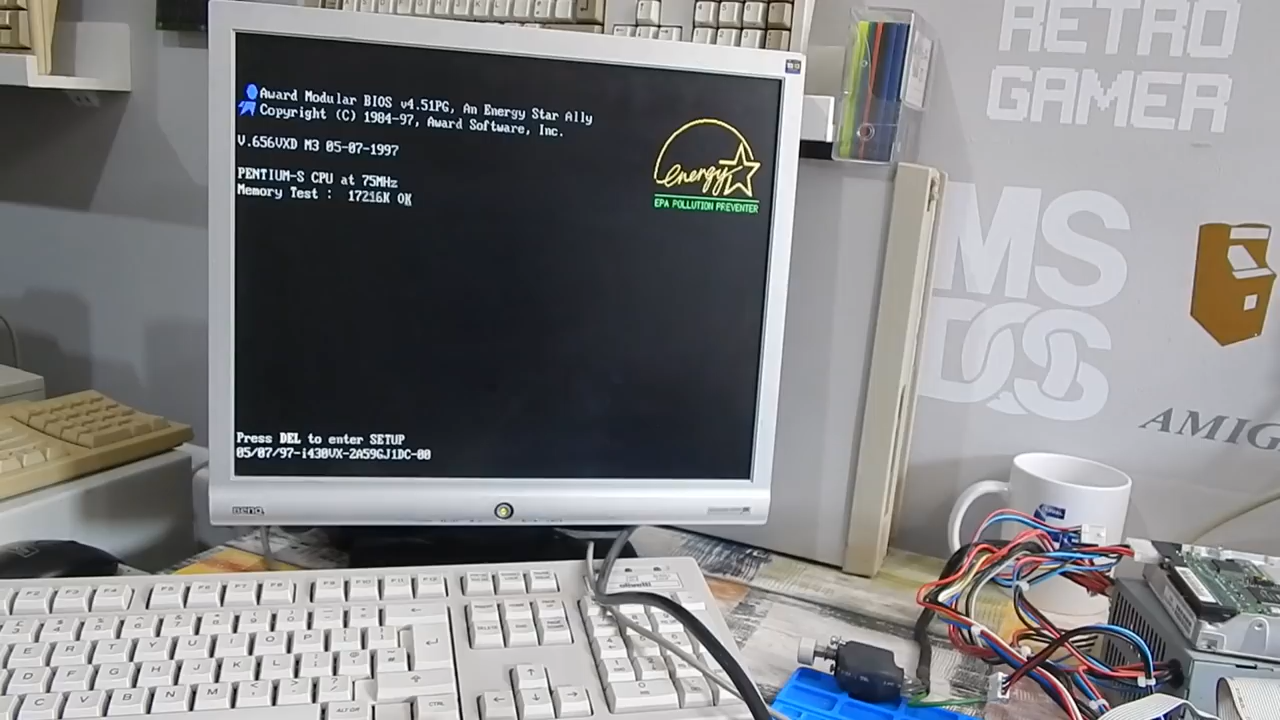 Award Modular BIOS v4.51PG, An Energy Star Ally
Copyright (C) 1984-97, Award Software, Inc.
V.656VXD M3 05-07-1997
PENTIUM-S CPU at 75MHz
Memory Test : 17216K OK
energy
EPA POLLUTION PREVENTER
Press DEL to enter SETUP
05/07/97-i430VX-2A59GJ1DC-00
BenQ
RETRO
GAMER
MS
DOS
AMIG